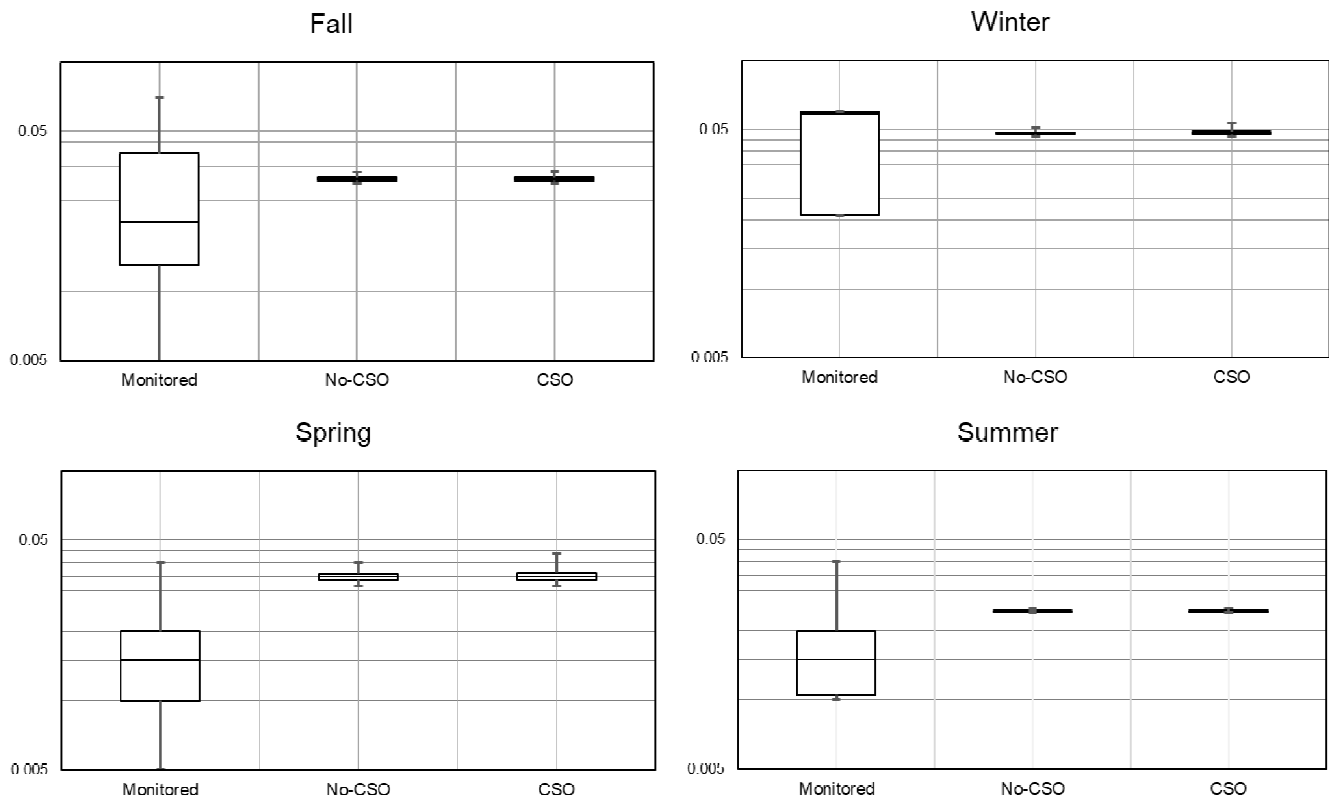 Fall
Winter
0.05
0.05
0.005
0.005
Monitored
No-CSO
CSO
Monitored
No-CSO
CSO
Spring
Summer
0.05
0.05
0.005
0.005
Monitored
No-CSO
CSO
Monitored
No-CSO
CSO